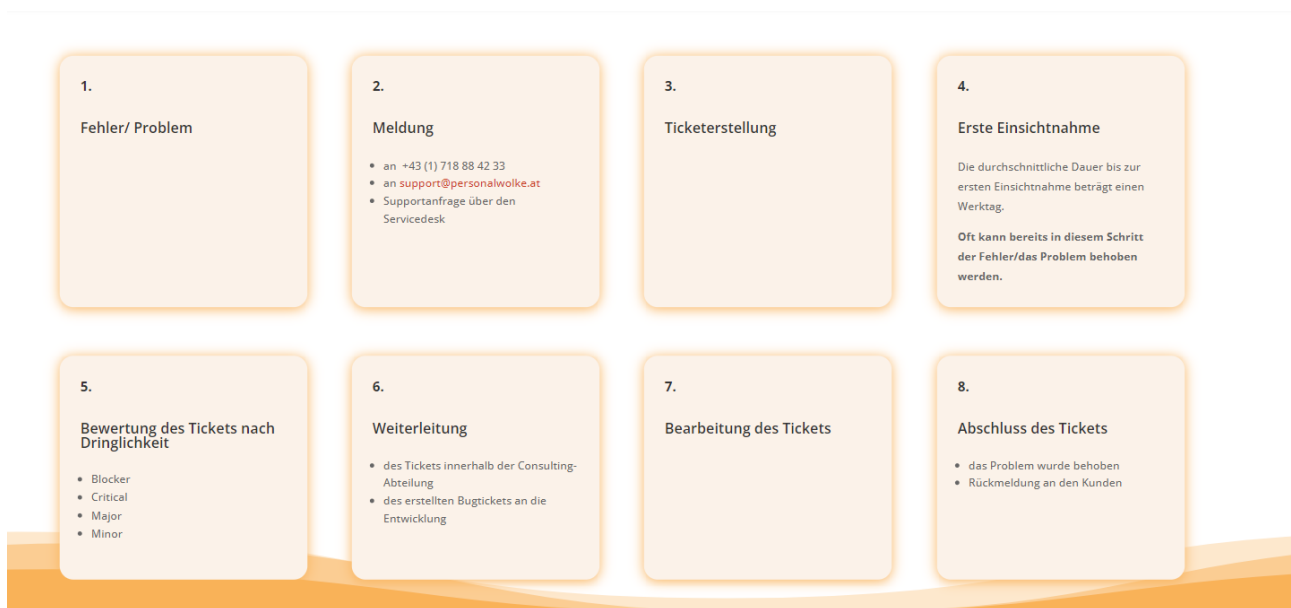 1.
Fehler/ Problem
2.
Meldung
• an +43 (1) 718 88 42 33
• an support@personalwolke.at
• Supportanfrage über den
Servicedesk
3.
Ticketerstellung
4.
Erste Einsichtnahme
Die durchschnittliche Dauer bis zur
ersten Einsichtnahme beträgt einen
Werktag.
Oft kann bereits in diesem Schritt
der Fehler/das Problem behoben
werden.
5.
Bewertung des Tickets nach
Dringlichkeit
• Blocker
• Critical
• Major
• Minor
6.
Weiterleitung
• des Tickets innerhalb der Consulting-
Abteilung
• des erstellten Bugtickets an die
Entwicklung
7.
Bearbeitung des Tickets
8.
Abschluss des Tickets
• das Problem wurde behoben
• Rückmeldung an den Kunden